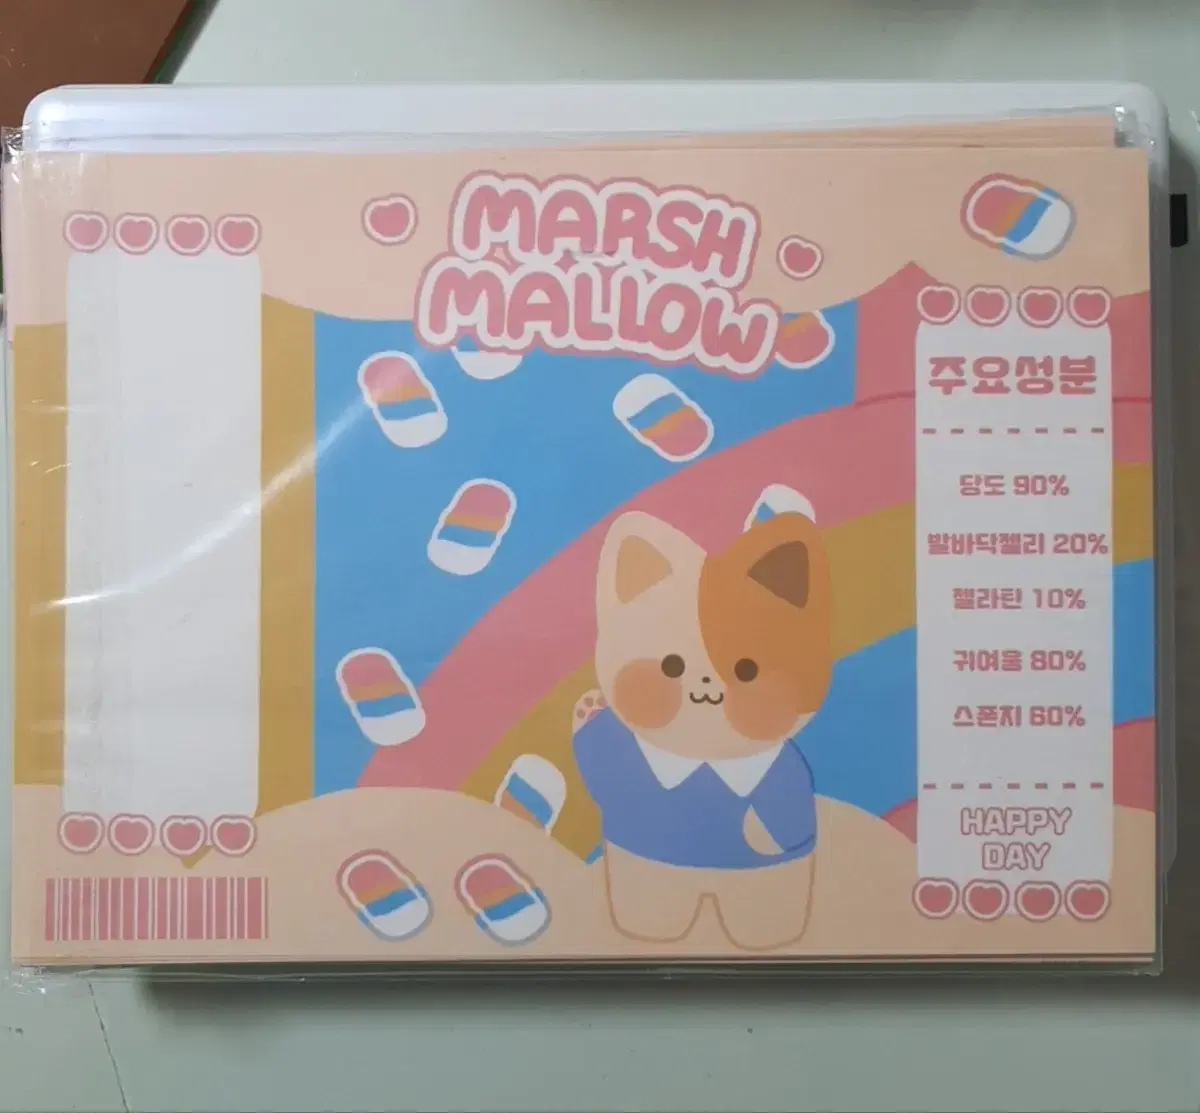 MARSH
MALLOW
주요성분
당도 90%
발바닥젤리 20%
젤라틴 10%
귀여움 80%
스폰지 60%
HAPPY
DAY